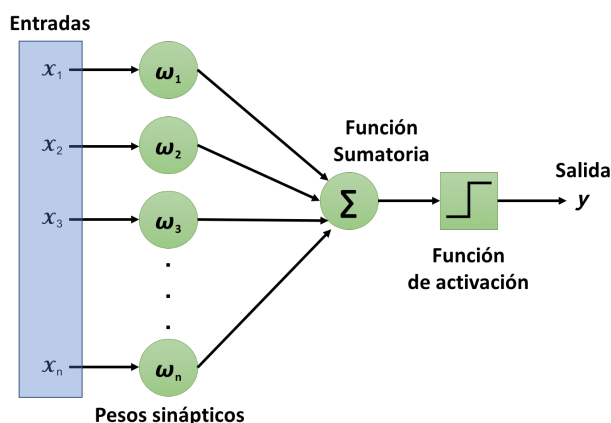 Entradas
x1
ω1
x2
ω2
x3
ω3
xn
ωn
Pesos sinápticos
Función
Sumatoria
Σ
Función
de activación
Salida
y